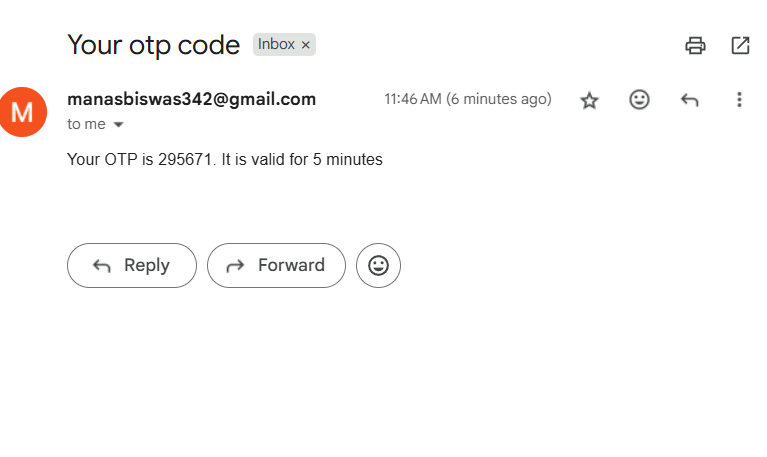 Your otp code Inbox ×
M manasbiswas342@gmail.com 11:46 AM (6 minutes ago)
to me
Your OTP is 295671. It is valid for 5 minutes
Reply Forward